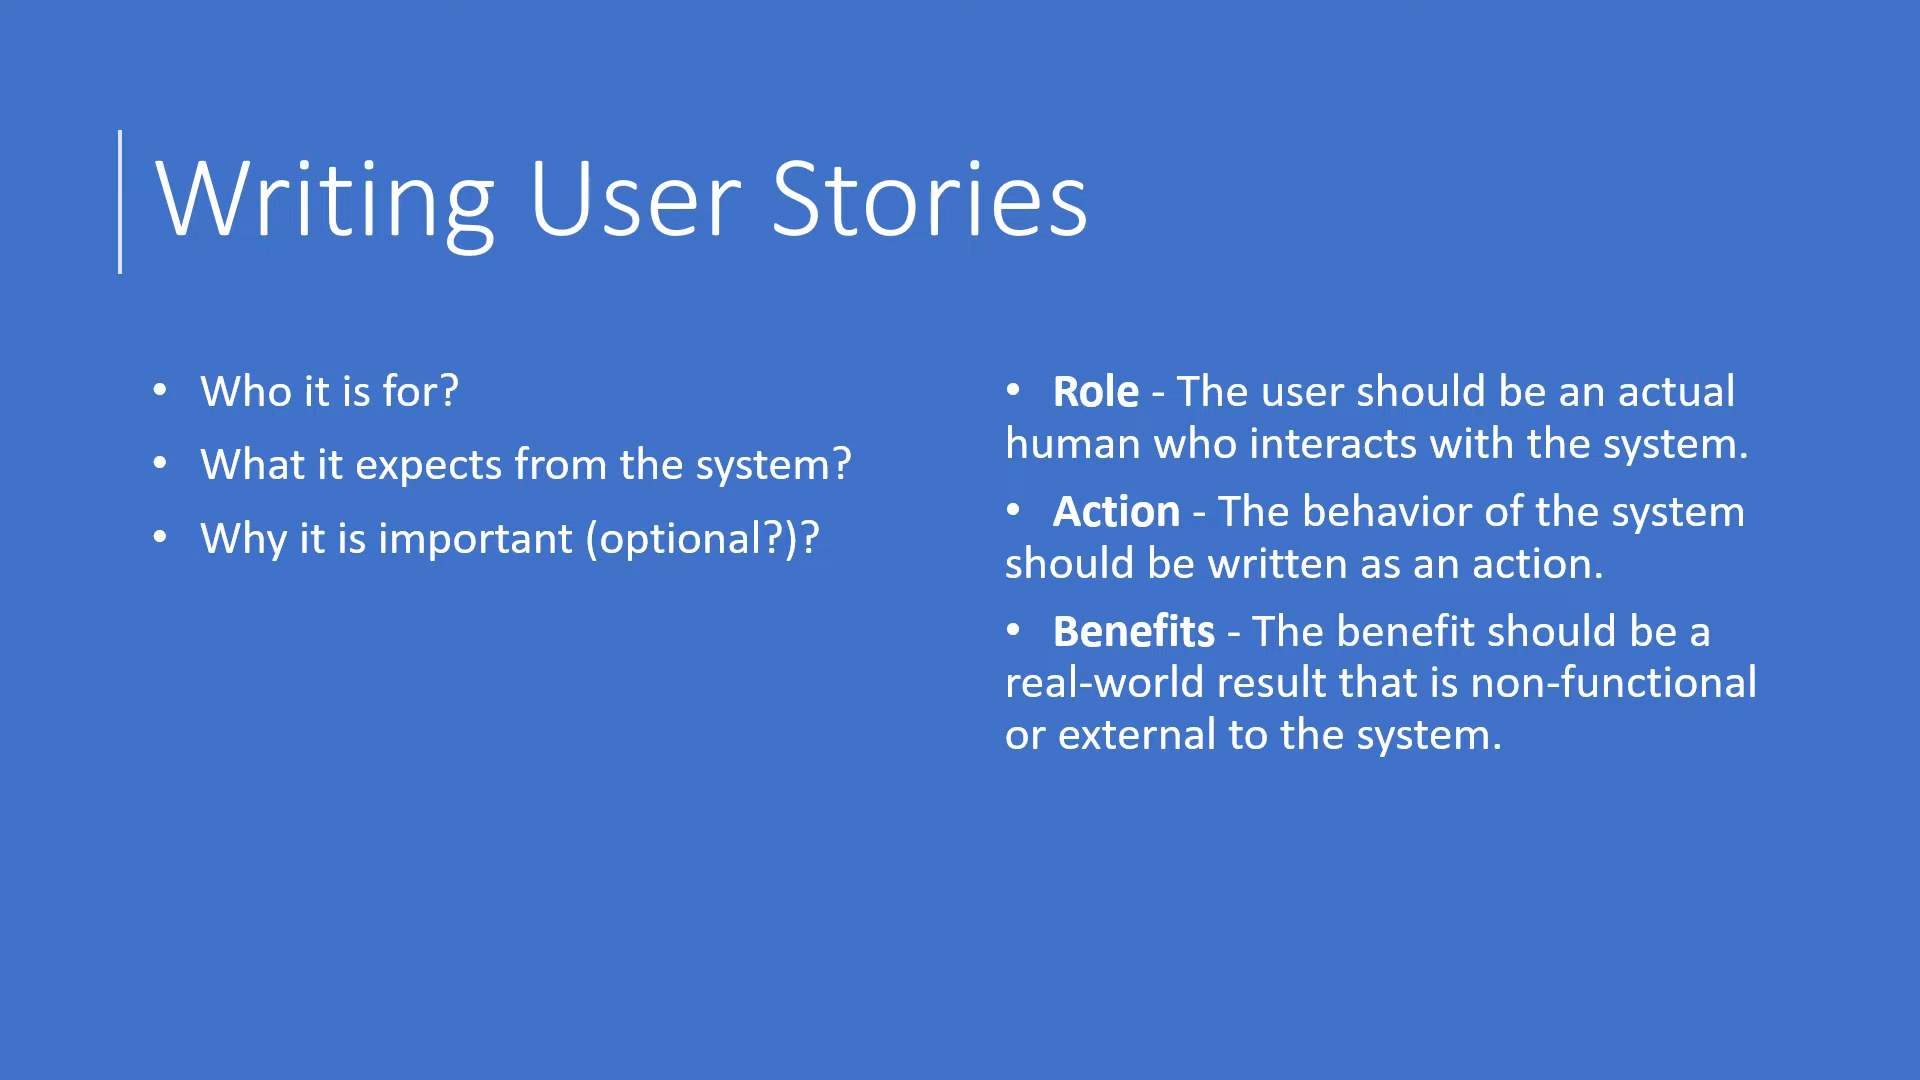 Writing User Stories
• Who it is for?
• What it expects from the system?
• Why it is important (optional?)?
• Role - The user should be an actual
human who interacts with the system.
• Action - The behavior of the system
should be written as an action.
• Benefits - The benefit should be a
real-world result that is non-functional
or external to the system.